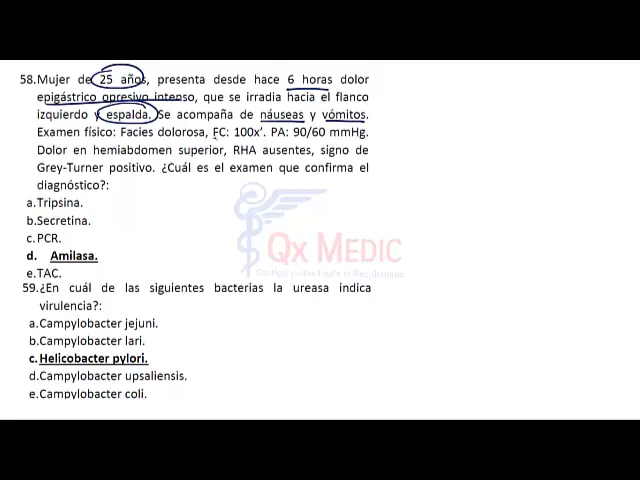 58.Mujer de 25 años, presenta desde hace 6 horas dolor
epigástrico opresivo intenso, que se irradia hacia el flanco
izquierdo y espalda. Se acompaña de náuseas y vómitos.
Examen físico: Facies dolorosa, FC: 100x’. PA: 90/60 mmHg.
Dolor en hemiabdomen superior, RHA ausentes, signo de
Grey-Turner positivo. ¿Cuál es el examen que confirma el
diagnóstico?:
a.Tripsina.
b.Secretina.
c.PCR.
d. Amilasa.
e.TAC.
QX MEDIC
59.¿En cuál de las siguientes bacterias la ureasa indica
virulencia?:
a.Campylobacter jejuni.
b.Campylobacter lari.
c.Helicobacter pylori.
d.Campylobacter upsaliensis.
e.Campylobacter coli.